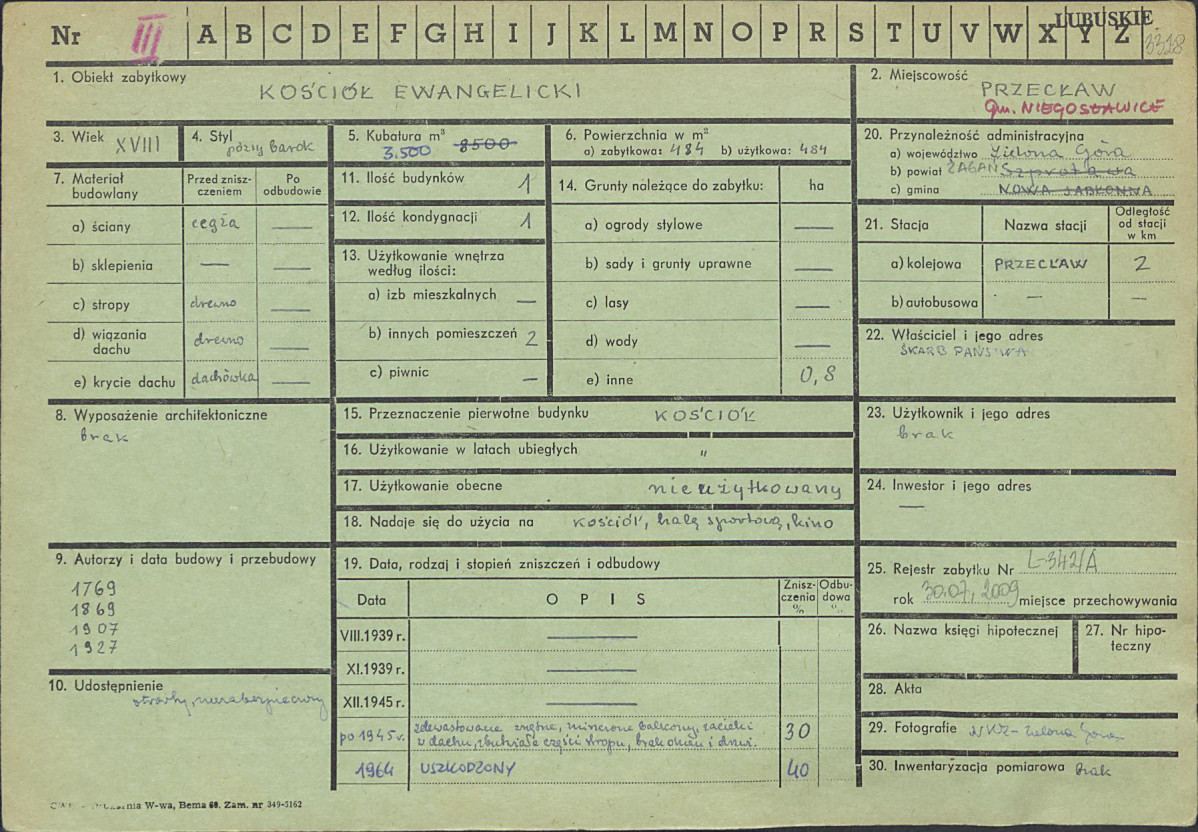 Nr III A B C D E F G H I J K L M N O P R S T U V W X Y Z
LUBUSKIE
3328
1. Obiekt zabytkowy
KOŚCIÓŁ EWANGELICKI
2. Miejscowość
PRZECŁAW
gm. NIEGOSŁAWICE
3. Wiek XVIII
4. Styl
późny barok
5. Kubatura m³ 8500
3.500
6. Powierzchnia w m²
a) zabytkowa: 484 b) użytkowa: 484
7. Materiał budowlany
Przed zniszczeniem
Po odbudowie
a) ściany cegła —
b) sklepienia — —
c) stropy drewno —
d) wiązania dachu drewno —
e) krycie dachu dachówka —
8. Wyposażenie architektoniczne
brak
9. Autorzy i data budowy i przebudowy
1769
1869
1907
1927
10. Udostępnienie
otwarty, niezabezpieczony
11. Ilość budynków 1
12. Ilość kondygnacji 1
13. Użytkowanie wnętrza według ilości:
a) izb mieszkalnych —
b) innych pomieszczeń 2
c) piwnic —
14. Grunty należące do zabytku: ha
a) ogrody stylowe —
b) sady i grunty uprawne —
c) lasy —
d) wody —
e) inne 0,8
15. Przeznaczenie pierwotne budynku KOŚCIÓŁ
16. Użytkowanie w latach ubiegłych "
17. Użytkowanie obecne nieużytkowany
18. Nadaje się do użycia na kościół, halę sportową, kino
19. Data, rodzaj i stopień zniszczeń i odbudowy
Data OPIS Zniszczenia % Odbudowa %
VIII.1939 r. —
XI.1939 r. —
XII.1945 r. —
po 1945 r. zdewastowane wnętrze, zniszczone balkony, zacieki
w dachu, zbutwiałe części stropu, brak okien i drzwi. 30
1964 USZKODZONY 40
20. Przynależność administracyjna
a) województwo Zielona Góra
b) powiat ŻAGAŃ Szprotawa
c) gmina NOWA JABŁONNA
21. Stacja Nazwa stacji Odległość od stacji w km
a) kolejowa PRZECŁAW 2
b) autobusowa — —
22. Właściciel i jego adres
SKARB PAŃSTWA
23. Użytkownik i jego adres
brak
24. Inwestor i jego adres
—
25. Rejestr zabytku Nr L-342/A
rok 30.07.2009 miejsce przechowywania
26. Nazwa księgi hipotecznej
27. Nr hipoteczny
28. Akta
29. Fotografie WKZ - Zielona Góra
30. Inwentaryzacja pomiarowa brak
W-wa, Bema 60. Zam. nr 349-5162